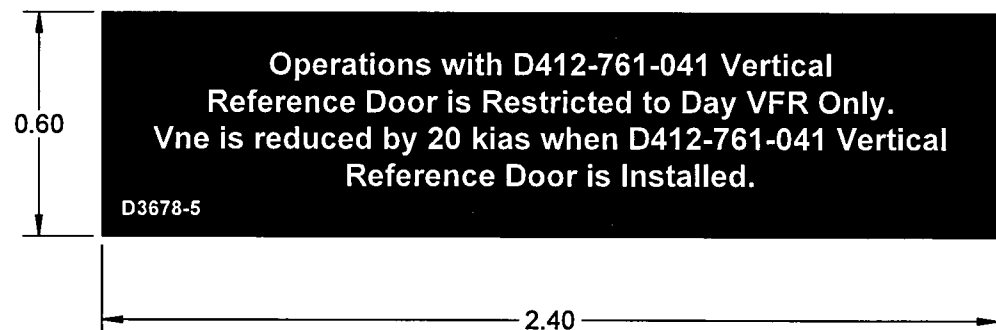 Operations with D412-761-041 Vertical
Reference Door is Restricted to Day VFR Only.
Vne is reduced by 20 kias when D412-761-041 Vertical
Reference Door is Installed.
D3678-5
0.60
2.40